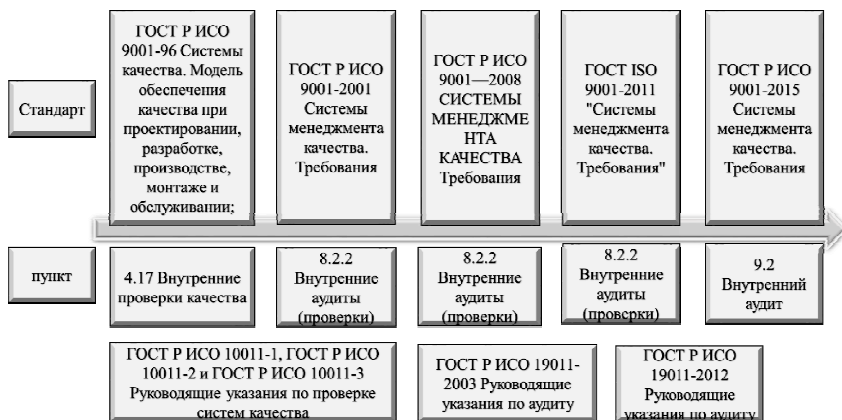 Стандарт
ГОСТ Р ИСО
9001-96 Системы
качества. Модель
обеспечения
качества при
проектировании,
разработке,
производстве,
монтаже и
обслуживании;
ГОСТ Р ИСО
9001-2001
Системы
менеджмента
качества.
Требования
ГОСТ Р ИСО
9001—2008
СИСТЕМЫ
МЕНЕДЖМЕ
НТА
КАЧЕСТВА
Требования
ГОСТ ISO
9001-2011
"Системы
менеджмента
качества.
Требования"
ГОСТ Р ИСО
9001-2015
Системы
менеджмента
качества.
Требования
пункт
4.17 Внутренние
проверки качества
8.2.2
Внутренние
аудиты
(проверки)
8.2.2
Внутренние
аудиты
(проверки)
8.2.2
Внутренние
аудиты
(проверки)
9.2
Внутренний
аудит
ГОСТ Р ИСО 10011-1, ГОСТ Р ИСО
10011-2 и ГОСТ Р ИСО 10011-3
Руководящие указания по проверке
систем качества
ГОСТ Р ИСО 19011-
2003 Руководящие
указания по аудиту
ГОСТ Р ИСО
19011-2012
Руководящие
указания по аудиту